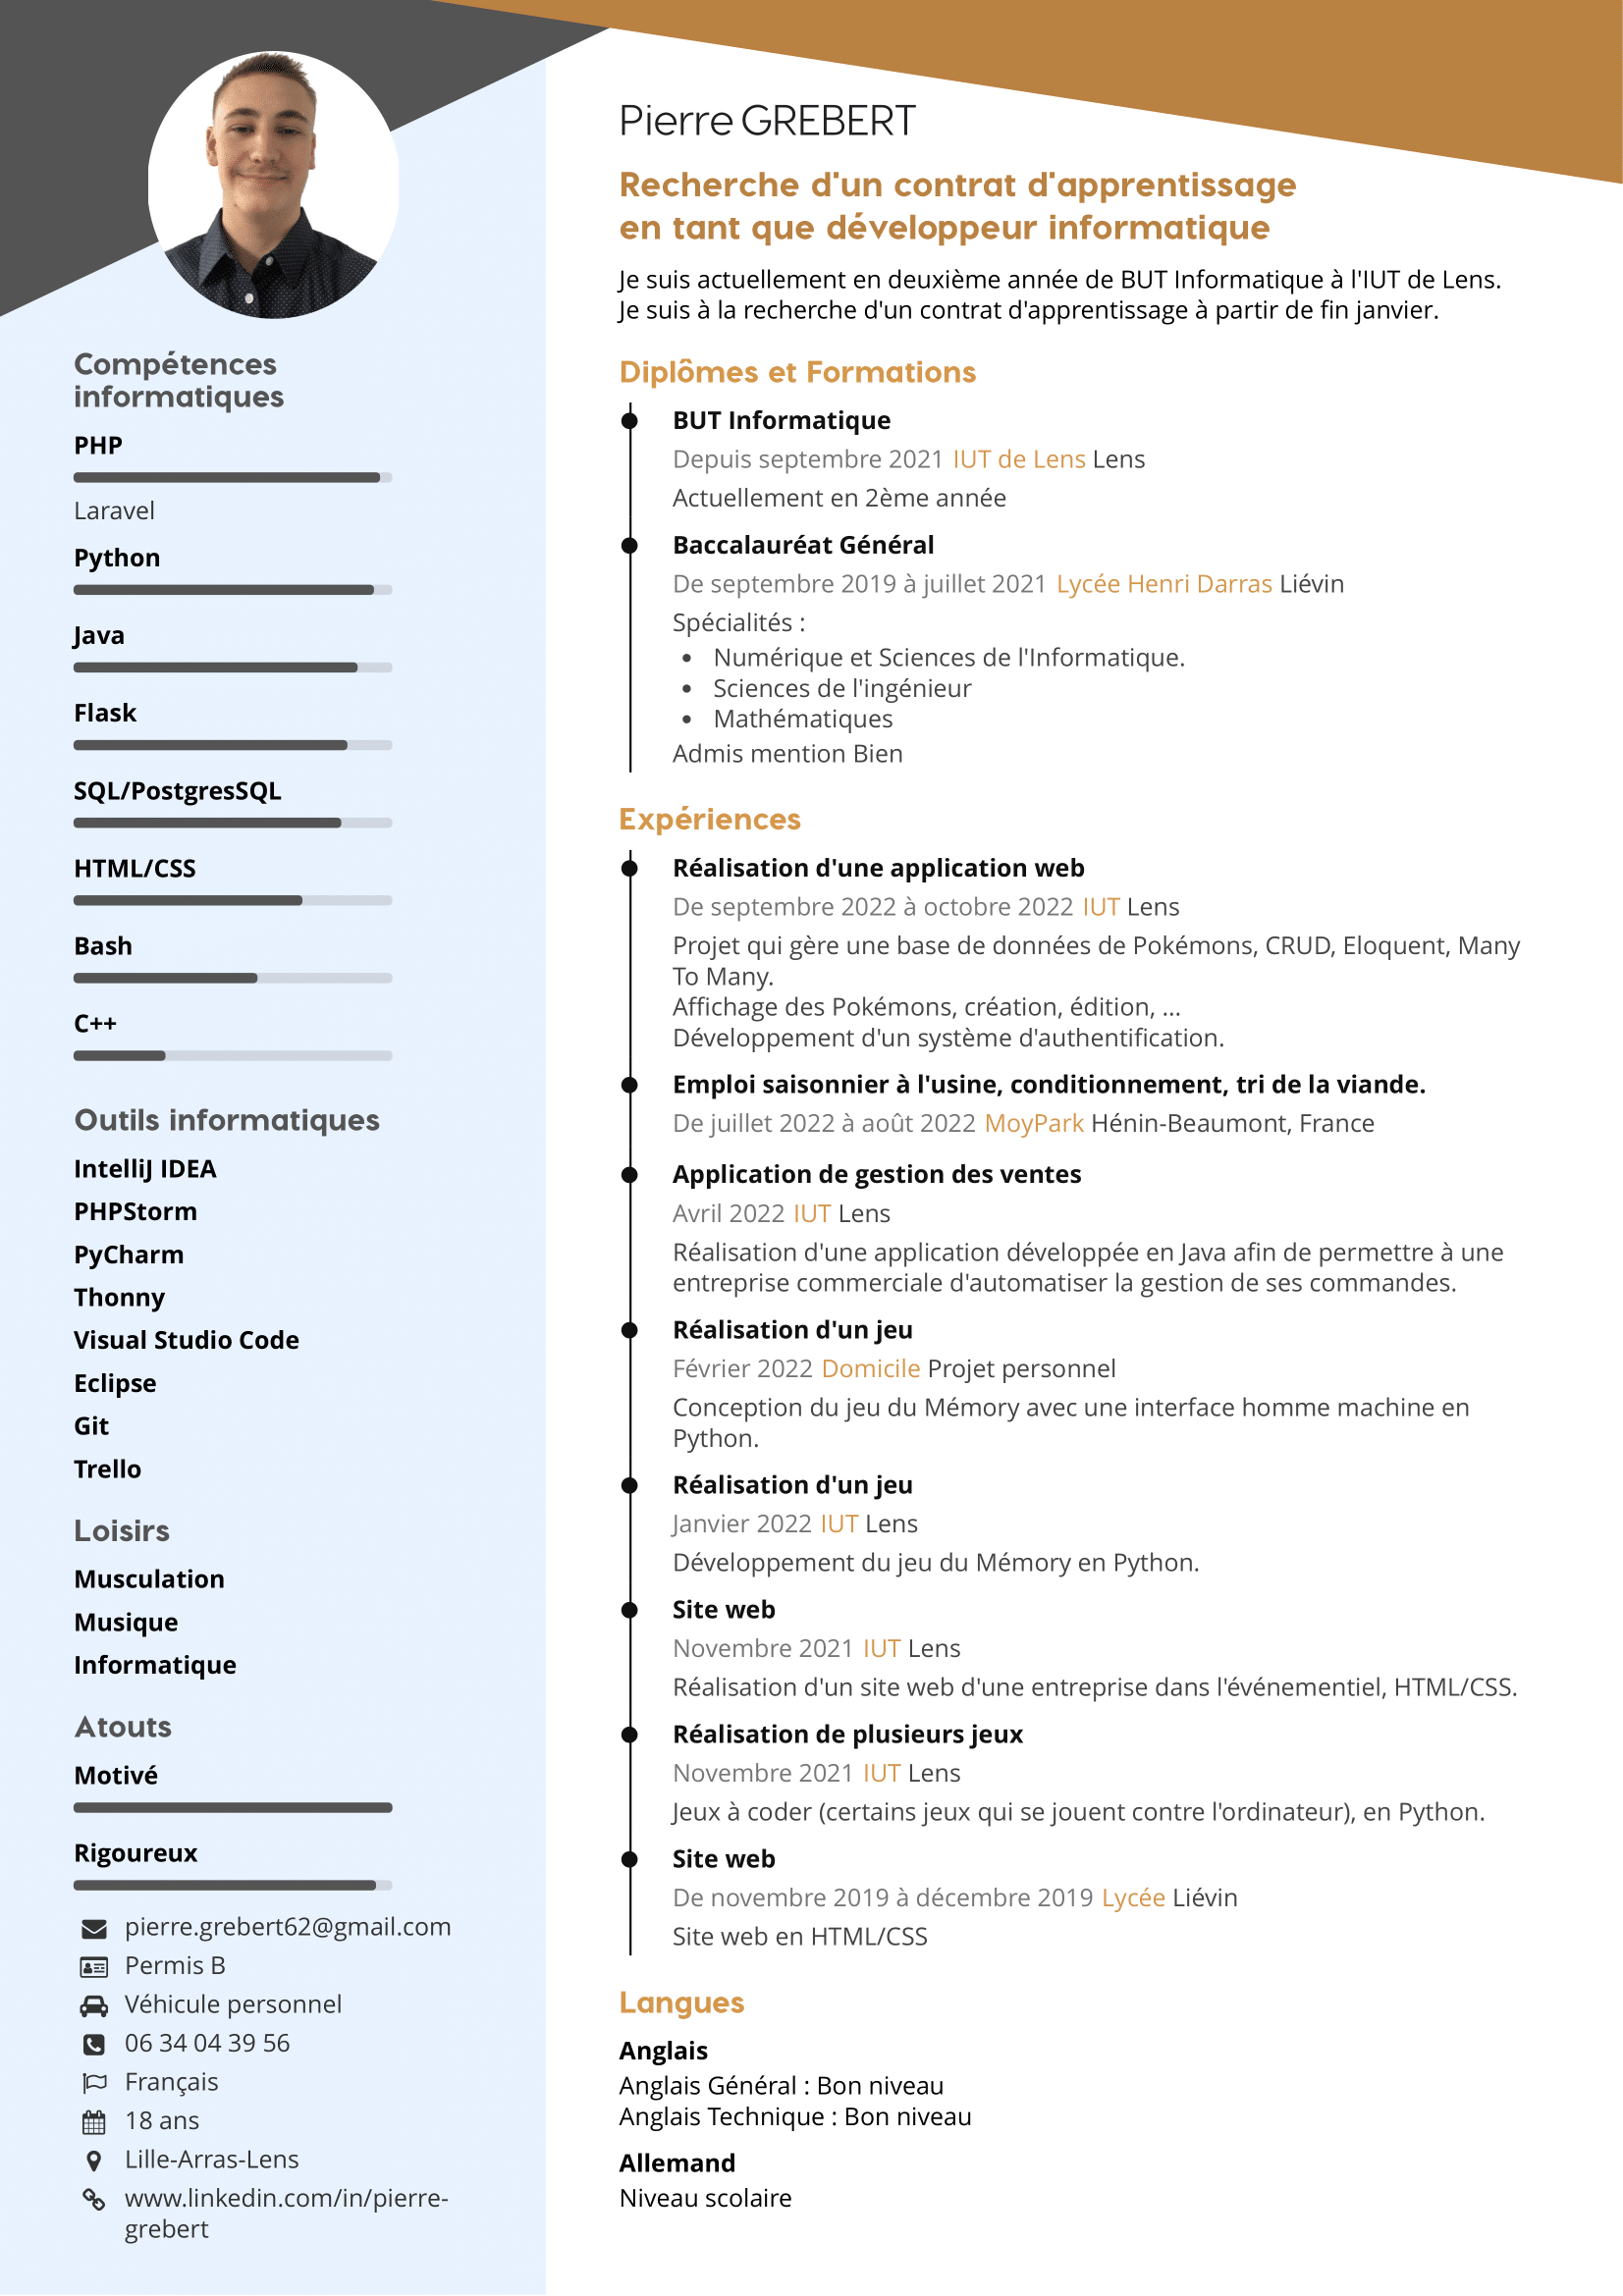 Pierre GREBERT
Recherche d'un contrat d'apprentissage
en tant que développeur informatique
Je suis actuellement en deuxième année de BUT Informatique à l'IUT de Lens.
Je suis à la recherche d'un contrat d'apprentissage à partir de fin janvier.
Compétences
informatiques
PHP
Laravel
Python
Java
Flask
SQL/PostgresSQL
HTML/CSS
Bash
C++
Outils informatiques
IntelliJ IDEA
PHPStorm
PyCharm
Thonny
Visual Studio Code
Eclipse
Git
Trello
Loisirs
Musculation
Musique
Informatique
Atouts
Motivé
Rigoureux
pierre.grebert62@gmail.com
Permis B
Véhicule personnel
06 34 04 39 56
Français
18 ans
Lille-Arras-Lens
www.linkedin.com/in/pierre-
grebert
Diplômes et Formations
BUT Informatique
Depuis septembre 2021 IUT de Lens Lens
Actuellement en 2ème année
Baccalauréat Général
De septembre 2019 à juillet 2021 Lycée Henri Darras Liévin
Spécialités :
• Numérique et Sciences de l'Informatique.
• Sciences de l'ingénieur
• Mathématiques
Admis mention Bien
Expériences
Réalisation d'une application web
De septembre 2022 à octobre 2022 IUT Lens
Projet qui gère une base de données de Pokémons, CRUD, Eloquent, Many
To Many.
Affichage des Pokémons, création, édition, ...
Développement d'un système d'authentification.
Emploi saisonnier à l'usine, conditionnement, tri de la viande.
De juillet 2022 à août 2022 MoyPark Hénin-Beaumont, France
Application de gestion des ventes
Avril 2022 IUT Lens
Réalisation d'une application développée en Java afin de permettre à une
entreprise commerciale d'automatiser la gestion de ses commandes.
Réalisation d'un jeu
Février 2022 Domicile Projet personnel
Conception du jeu du Mémory avec une interface homme machine en
Python.
Réalisation d'un jeu
Janvier 2022 IUT Lens
Développement du jeu du Mémory en Python.
Site web
Novembre 2021 IUT Lens
Réalisation d'un site web d'une entreprise dans l'événementiel, HTML/CSS.
Réalisation de plusieurs jeux
Novembre 2021 IUT Lens
Jeux à coder (certains jeux qui se jouent contre l'ordinateur), en Python.
Site web
De novembre 2019 à décembre 2019 Lycée Liévin
Site web en HTML/CSS
Langues
Anglais
Anglais Général : Bon niveau
Anglais Technique : Bon niveau
Allemand
Niveau scolaire